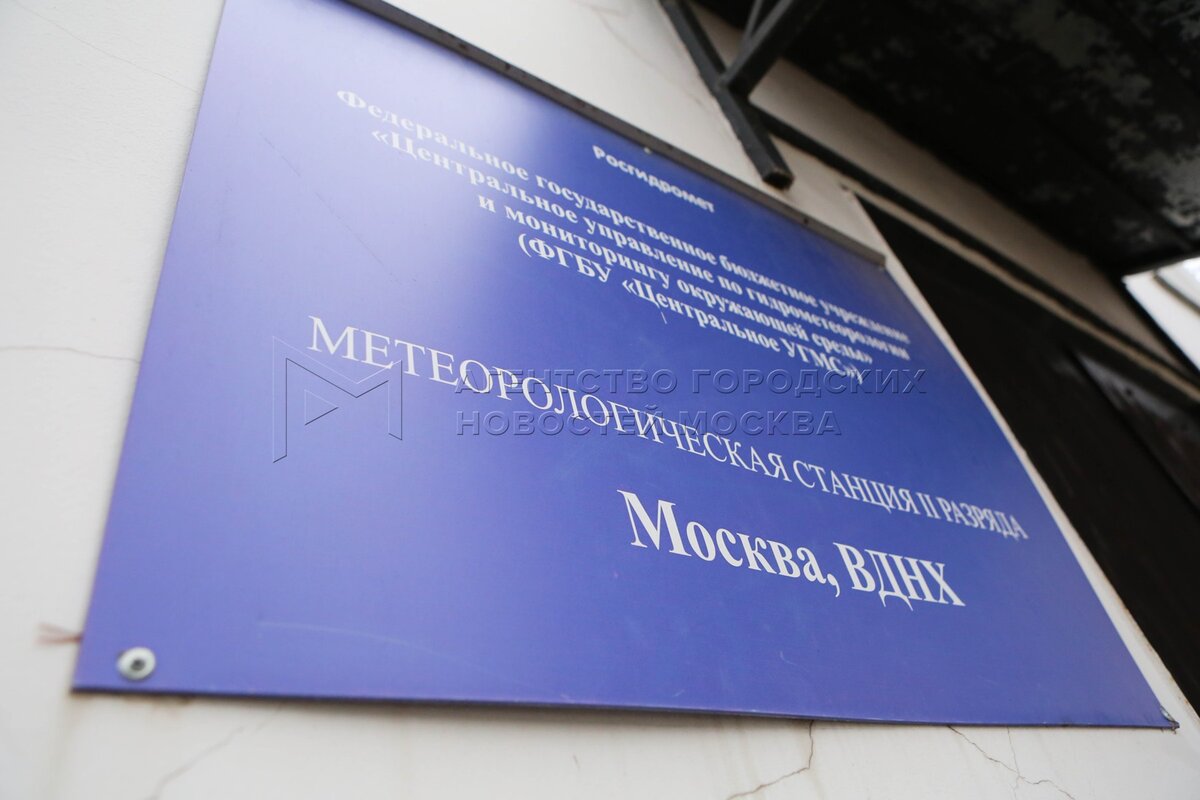 Росгидромет
Федеральное государственное бюджетное учреждение
«Центральное управление по гидрометеорологии
и мониторингу окружающей среды»
(ФГБУ «Центральное УГМС»)
МЕТЕОРОЛОГИЧЕСКАЯ СТАНЦИЯ II РАЗРЯДА
Москва, ВДНХ
АГЕНТСТВО ГОРОДСКИХ
НОВОСТЕЙ МОСКВА